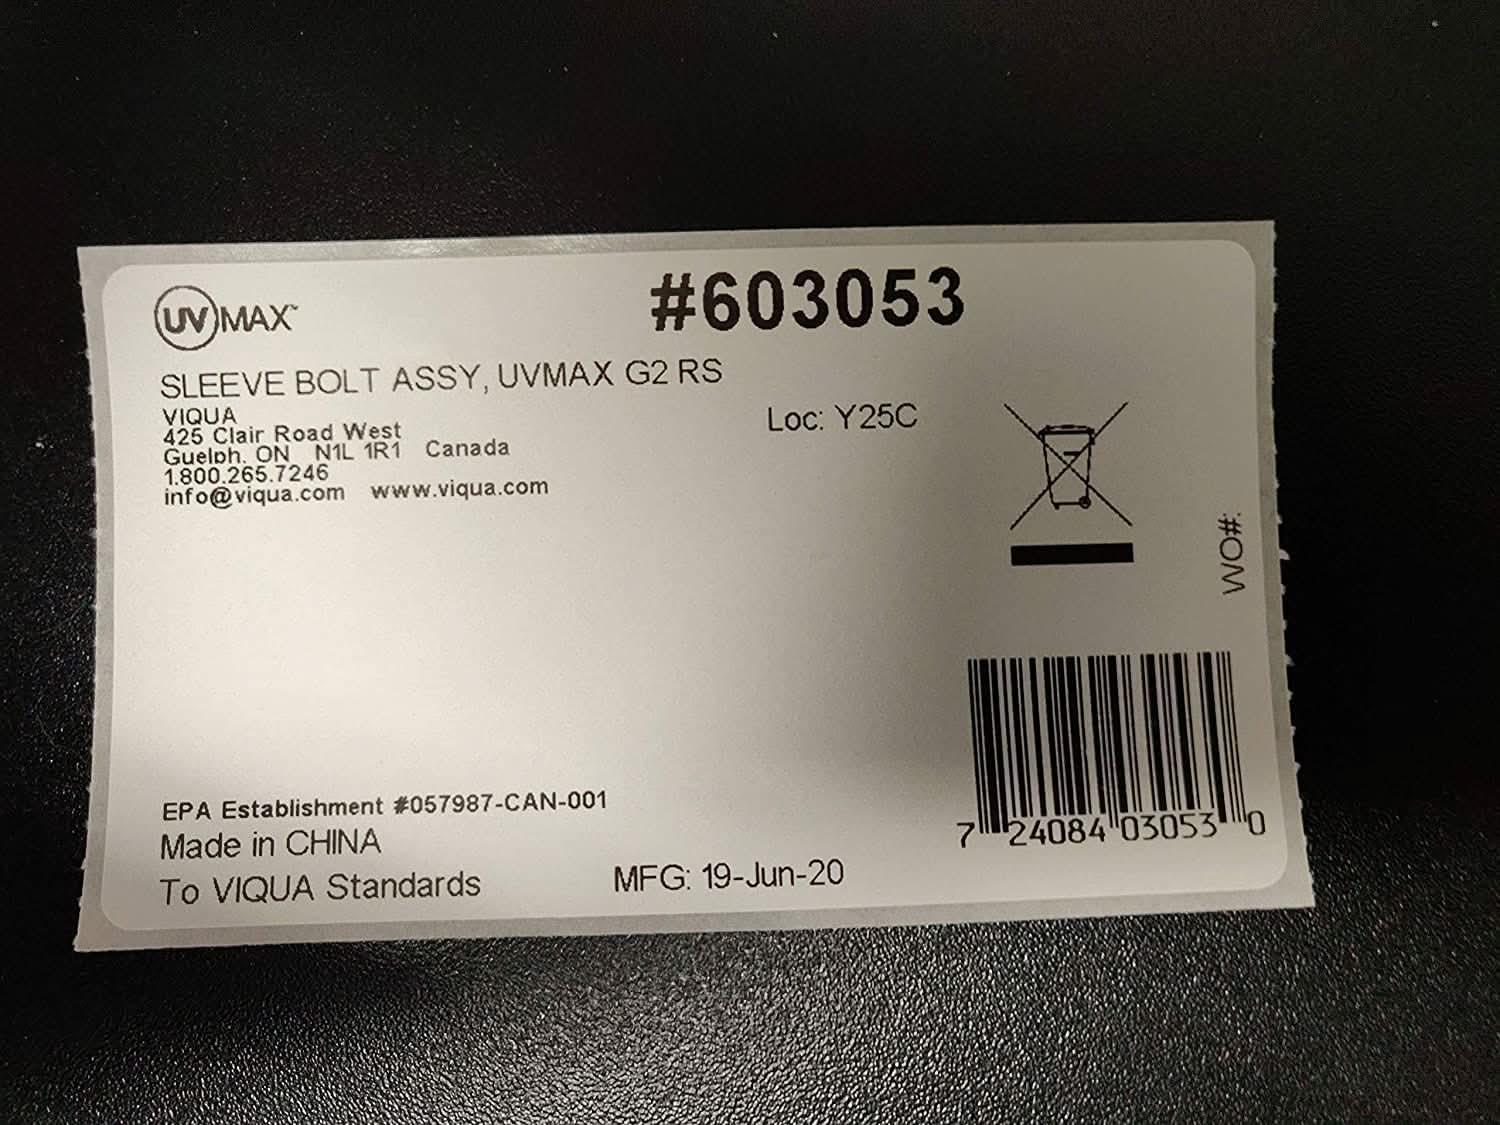 UV MAX™
#603053
SLEEVE BOLT ASSY, UVMAX G2 RS
VIQUA
425 Clair Road West
Guelph, ON N1L 1R1 Canada
1.800.265.7246
info@viqua.com www.viqua.com
Loc: Y25C
WO#:
EPA Establishment #057987-CAN-001
Made in CHINA
To VIQUA Standards
MFG: 19-Jun-20
7 24084 03053 0